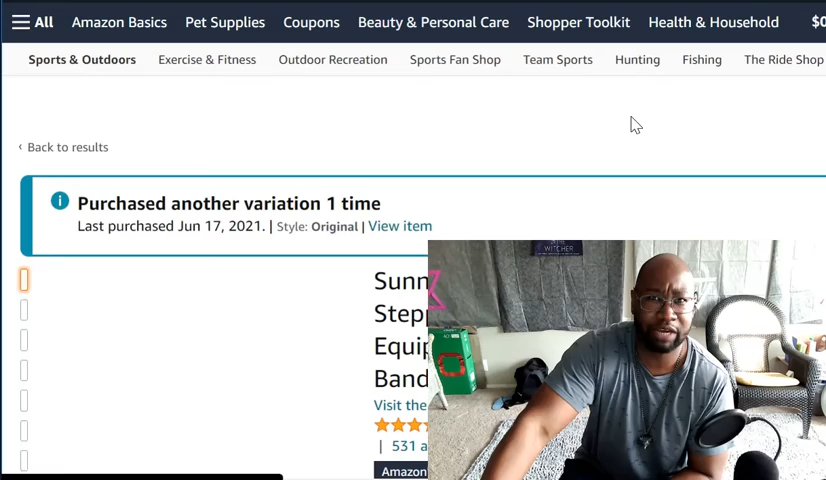 All Amazon Basics Pet Supplies Coupons Beauty & Personal Care Shopper Toolkit Health & Household $0
Sports & Outdoors Exercise & Fitness Outdoor Recreation Sports Fan Shop Team Sports Hunting Fishing The Ride Shop
‹ Back to results
i Purchased another variation 1 time
Last purchased Jun 17, 2021. | Style: Original | View item
WITCHER
Sunn
Step
Equip
Band
Visit the
| 531 a
Amazon